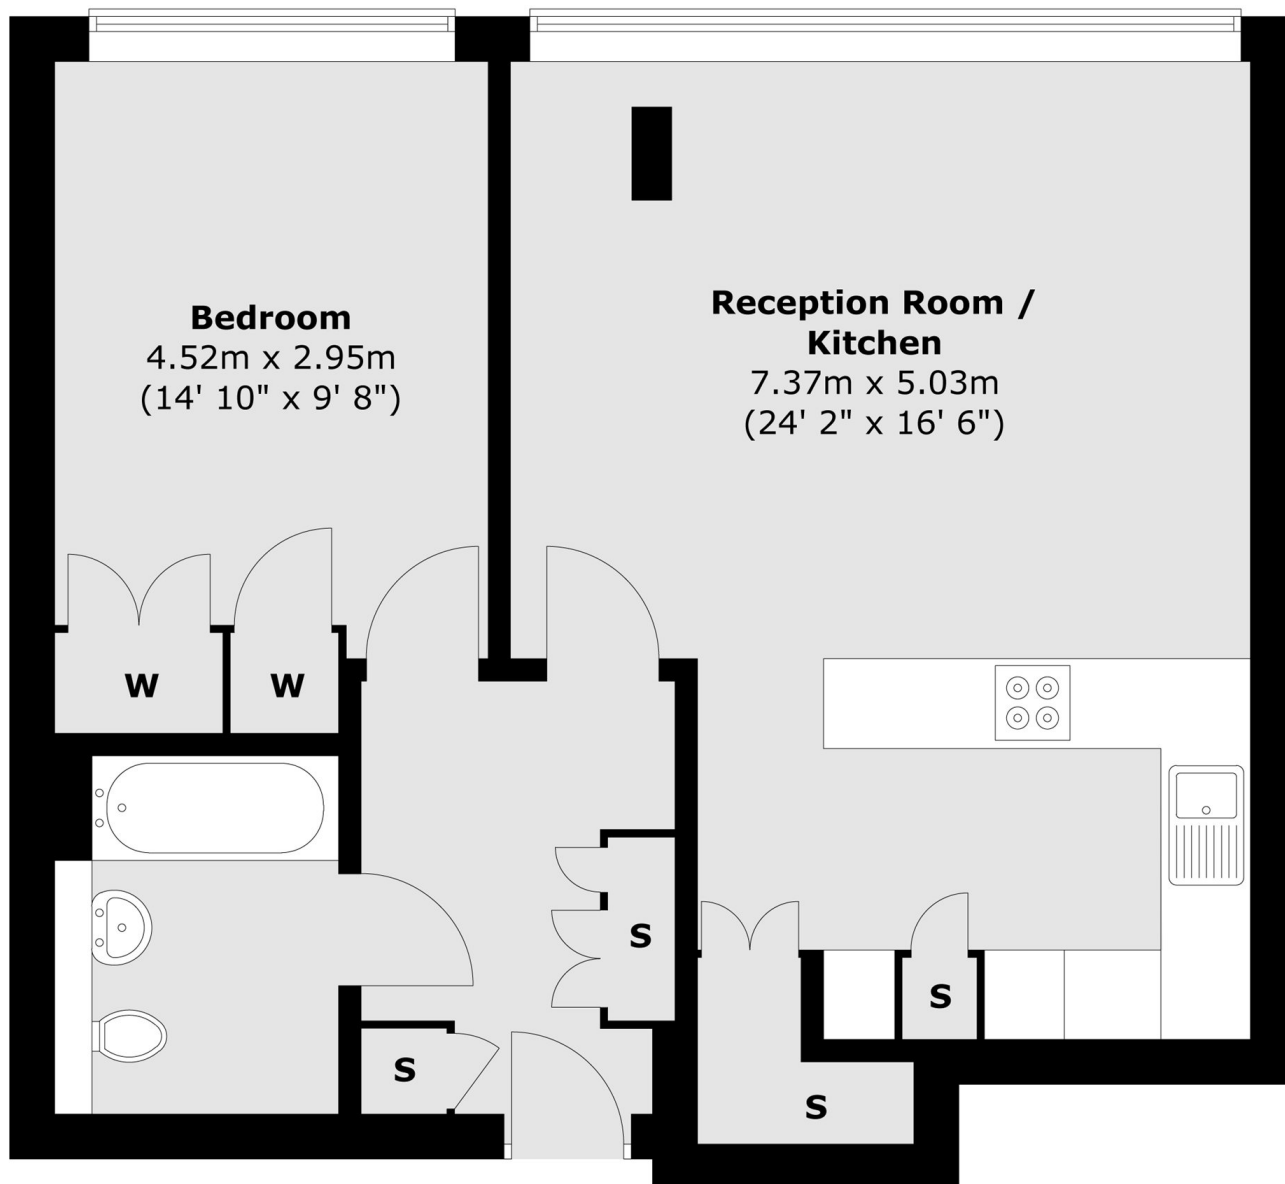 Bedroom
4.52m x 2.95m
(14' 10" x 9' 8")
Reception Room /
Kitchen
7.37m x 5.03m
(24' 2" x 16' 6")
W
W
S
S
S
S